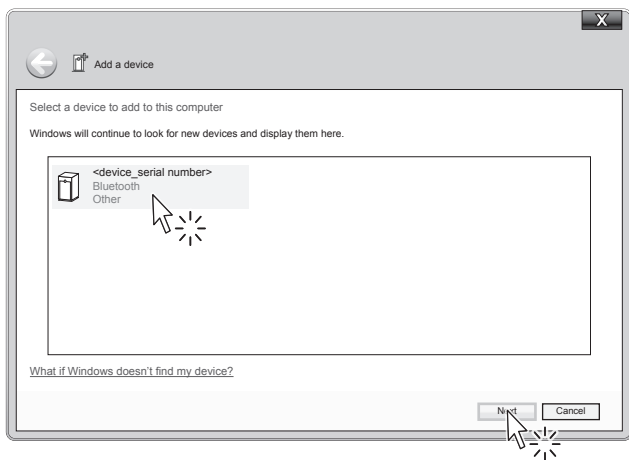 X
Add a device
Select a device to add to this computer
Windows will continue to look for new devices and display them here.
<device_serial number>
Bluetooth
Other
What if Windows doesn't find my device?
Next
Cancel